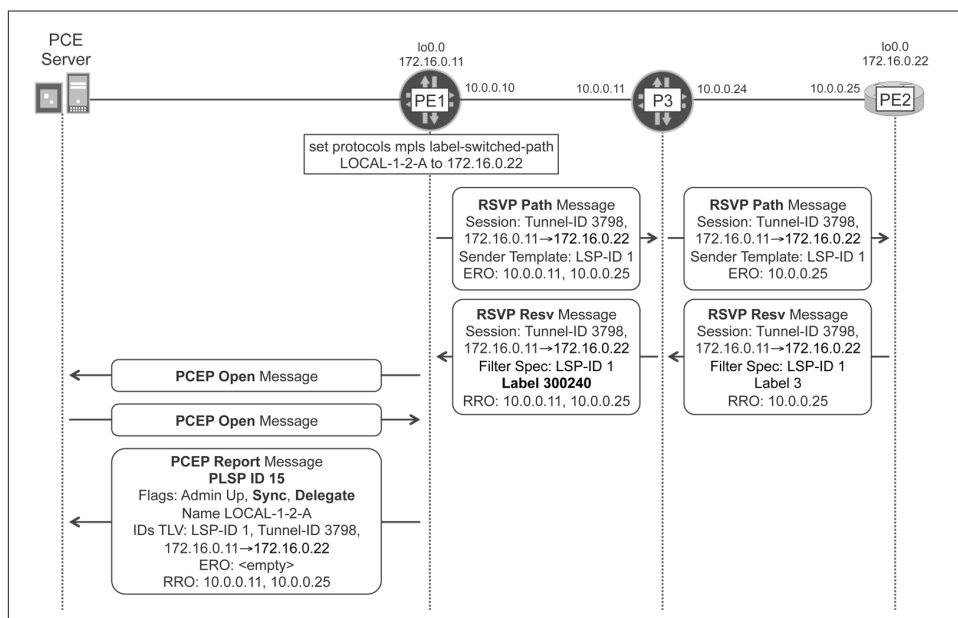 PCE
Server
lo0.0
172.16.0.11
lo0.0
172.16.0.22
PE1
10.0.0.10
10.0.0.11
P3
10.0.0.24
10.0.0.25
PE2
set protocols mpls label-switched-path
LOCAL-1-2-A to 172.16.0.22
RSVP Path Message
Session: Tunnel-ID 3798,
172.16.0.11→172.16.0.22
Sender Template: LSP-ID 1
ERO: 10.0.0.11, 10.0.0.25
RSVP Path Message
Session: Tunnel-ID 3798,
172.16.0.11→172.16.0.22
Sender Template: LSP-ID 1
ERO: 10.0.0.25
RSVP Resv Message
Session: Tunnel-ID 3798,
172.16.0.11→172.16.0.22
Filter Spec: LSP-ID 1
Label 300240
RRO: 10.0.0.11, 10.0.0.25
RSVP Resv Message
Session: Tunnel-ID 3798,
172.16.0.11→172.16.0.22
Filter Spec: LSP-ID 1
Label 3
RRO: 10.0.0.25
PCEP Open Message
PCEP Open Message
PCEP Report Message
PLSP ID 15
Flags: Admin Up, Sync, Delegate
Name LOCAL-1-2-A
IDs TLV: LSP-ID 1, Tunnel-ID 3798,
172.16.0.11→172.16.0.22
ERO: <empty>
RRO: 10.0.0.11, 10.0.0.25